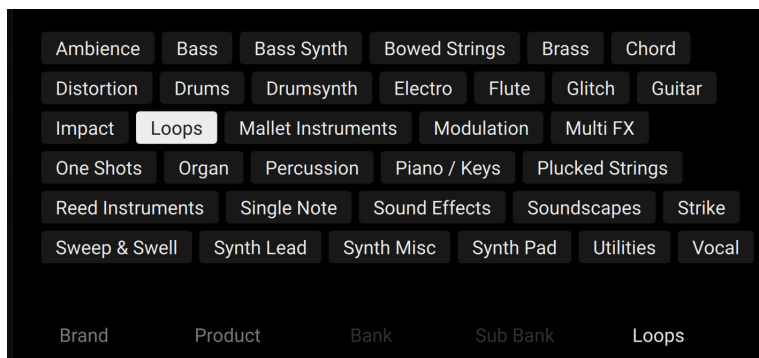 Ambience Bass Bass Synth Bowed Strings Brass Chord
Distortion Drums Drumsynth Electro Flute Glitch Guitar
Impact Loops Mallet Instruments Modulation Multi FX
One Shots Organ Percussion Piano / Keys Plucked Strings
Reed Instruments Single Note Sound Effects Soundscapes Strike
Sweep & Swell Synth Lead Synth Misc Synth Pad Utilities Vocal
Brand Product Bank Sub Bank Loops